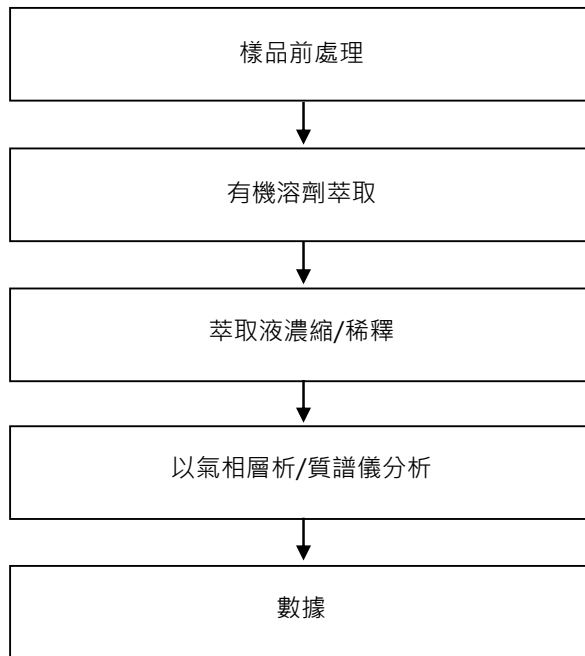 樣品前處理
有機溶劑萃取
萃取液濃縮/稀釋
以氣相層析/質譜儀分析
數據